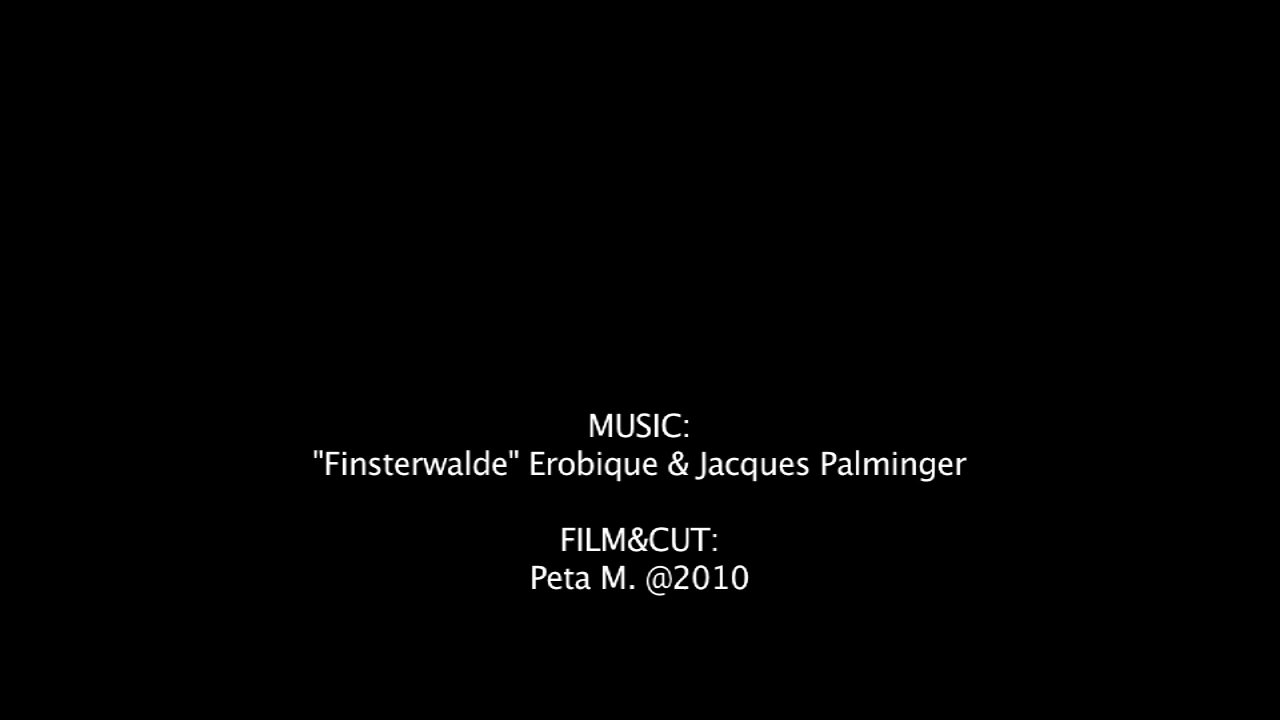 MUSIC:
"Finsterwalde" Erobique & Jacques Palminger
FILM&CUT:
Peta M. @2010